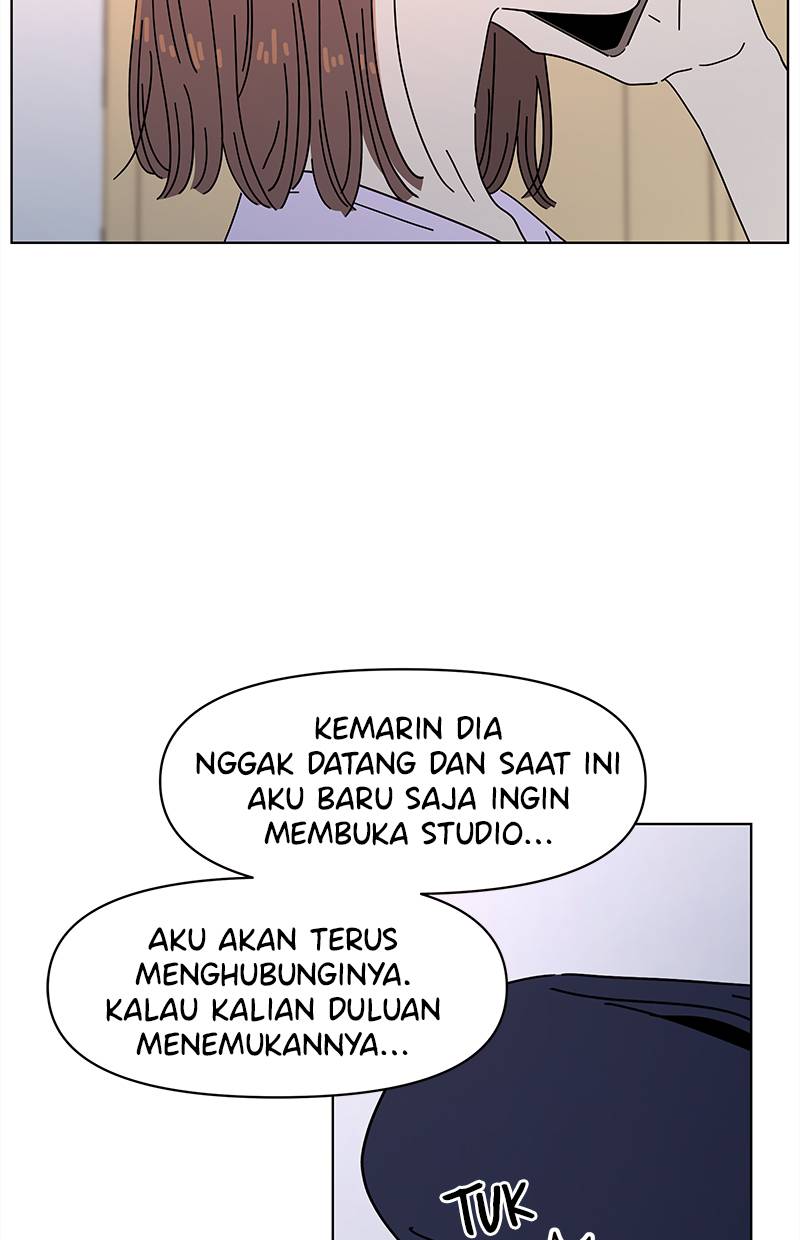 KEMARIN DIA
NGGAK DATANG DAN SAAT INI
AKU BARU SAJA INGIN
MEMBUKA STUDIO...
AKU AKAN TERUS
MENGHUBUNGINYA.
KALAU KALIAN DULUAN
MENEMUKANNYA...
TUK